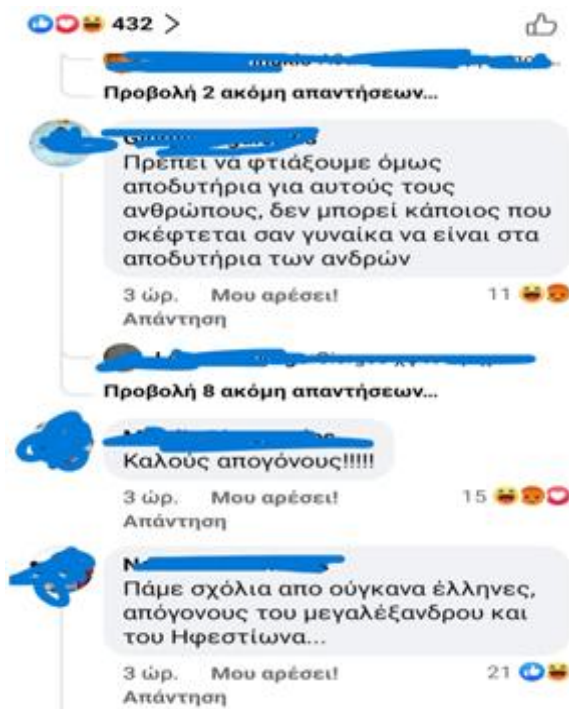 432 >
Προβολή 2 ακόμη απαντήσεων...
Πρέπει να φτιάξουμε όμως
αποδυτήρια για αυτούς τους
ανθρώπους, δεν μπορεί κάποιος που
σκέφτεται σαν γυναίκα να είναι στα
αποδυτήρια των ανδρών
3 ώρ. Μου αρέσει! 11
Απάντηση
Προβολή 8 ακόμη απαντήσεων...
Καλούς απογόνους!!!!!
3 ώρ. Μου αρέσει! 15
Απάντηση
Πάμε σχόλια απο ούγκανα έλληνες,
απόγονους του μεγαλέξανδρου και
του Ηφεστίωνα...
3 ώρ. Μου αρέσει! 21
Απάντηση